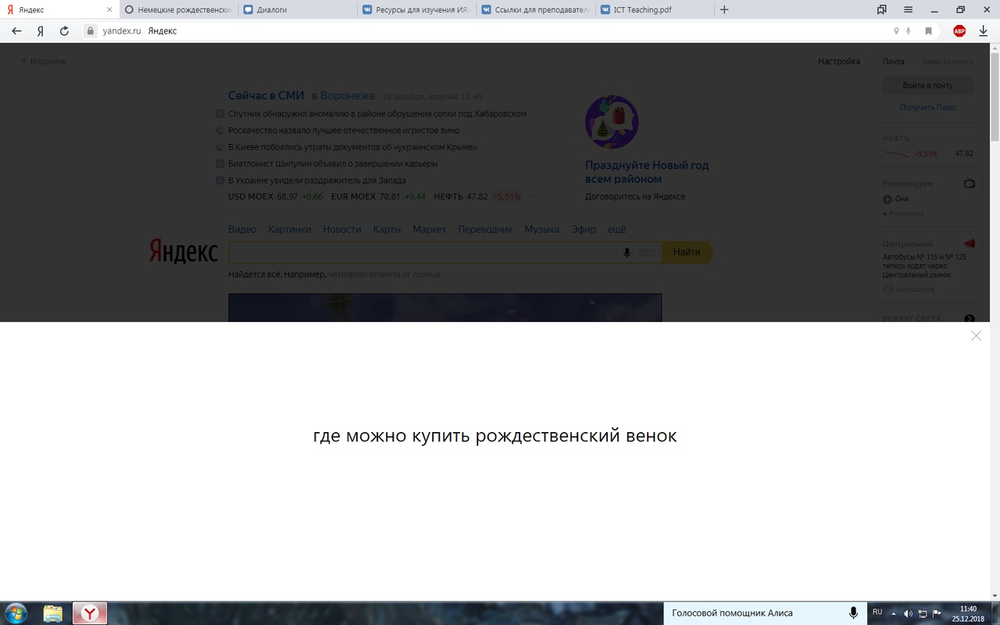 Яндекс
Немецкие рождественски
Диалоги
Ресурсы для изучения ИЯ.
Ссылки для преподавател
ICT Teaching.pdf
yandex.ru Яндекс
ABP
Воронеж
Настройка
Почта Завести почту
Войти в почту
Получить Плюс
Сейчас в СМИ в Воронеже 25 декабря, вторник 11 40
Спутник обнаружил аномалию в районе обрушения сопки под Хабаровском
Роскачество назвало лучшее отечественное игристое вино
В Киеве побоялись утраты документов об «украинском Крыме»
Биатлонист Шипулин объявил о завершении карьеры
В Украине увидели раздражитель для Запада
USD MOEX 68,97 +0,66 EUR MOEX 78,61 +0,44 НЕФТЬ 47,82 −5,51% ···
Празднуйте Новый год
всем районом
Договоритесь на Яндексе
НЕФТЬ
−5,51% 47,82
Рекомендуем
Она
Романтика
Центральный
Автобусы № 115 и № 125
теперь ходят через
Центральный рынок
ВОКРУГ СВЕТА
Видео Картинки Новости Карты Маркет Переводчик Музыка Эфир ещё
Яндекс
Найти
Найдётся всё. Например, четвёртая планета от солнца
где можно купить рождественский венок
Голосовой помощник Алиса
RU
11:40
25.12.2018